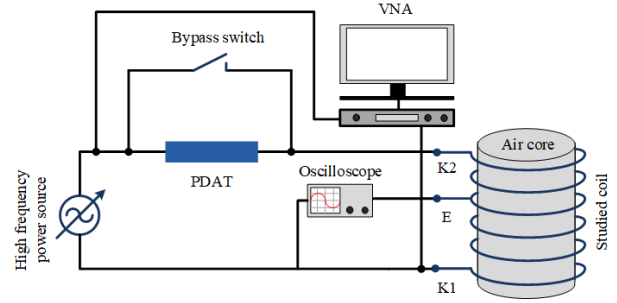 VNA
Bypass switch
Air core
K2
PDAT
Oscilloscope
E
K1
High frequency
power source
Studied coil